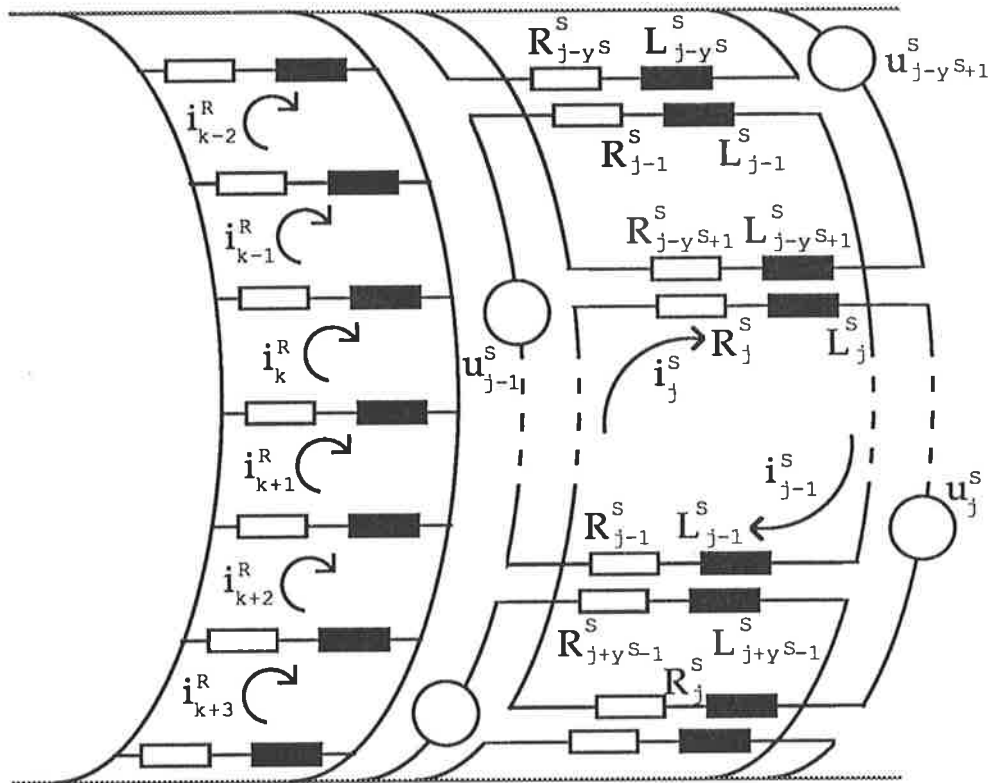 R^S_{j-y^S} L^S_{j-y^S}
u^S_{j-y^S+1}
i^R_{k-2}
R^S_{j-1} L^S_{j-1}
i^R_{k-1}
R^S_{j-y^S+1} L^S_{j-y^S+1}
i^R_k
u^S_{j-1}
R^S_j L^S_j
i^S_j
i^R_{k+1}
i^S_{j-1}
u^S_j
R^S_{j-1} L^S_{j-1}
i^R_{k+2}
R^S_{j+y^S-1} L^S_{j+y^S-1}
i^R_{k+3}
R^S_j